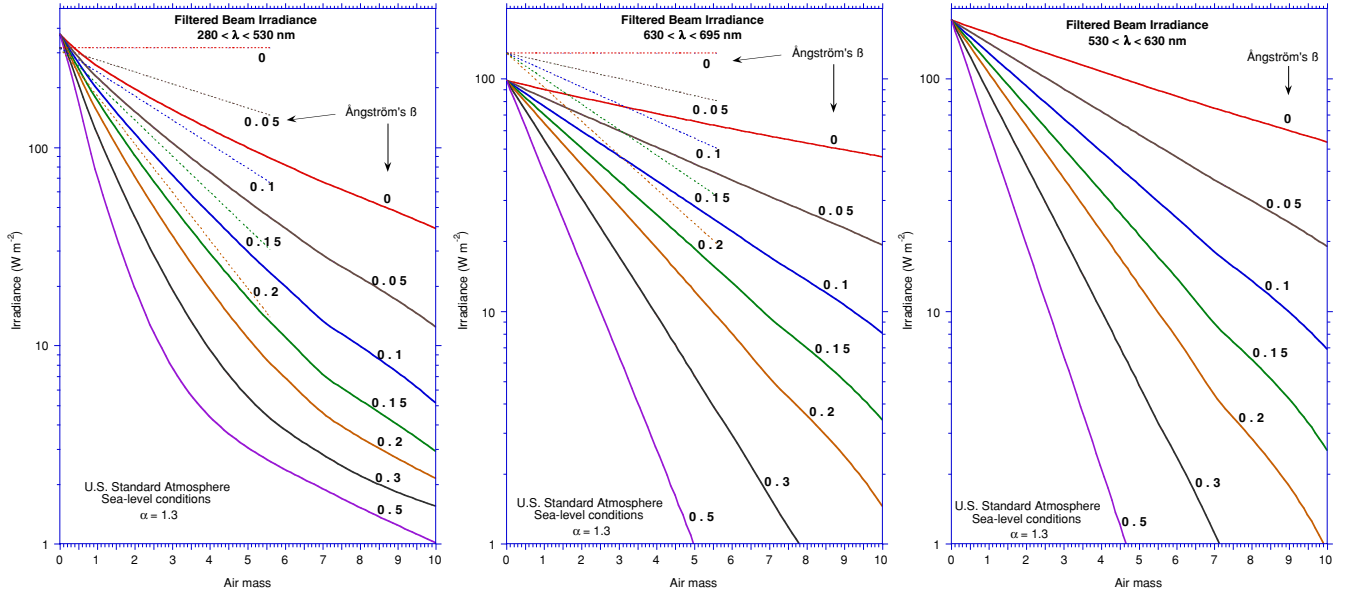 Filtered Beam Irradiance
280 < λ < 530 nm
0
0.05
Ångström's ß
0.1
0
0.15
0.2
0.05
0.1
0.15
0.2
0.3
0.5
U.S. Standard Atmosphere
Sea-level conditions
α = 1.3
Irradiance (W m-2)
100
10
1
0 1 2 3 4 5 6 7 8 9 10
Air mass
Filtered Beam Irradiance
630 < λ < 695 nm
Ångström's ß
0
0.05
0
0.1
0.15
0.05
0.2
0.1
0.15
0.2
0.3
0.5
U.S. Standard Atmosphere
Sea-level conditions
α = 1.3
Irradiance (W m-2)
100
10
1
0 1 2 3 4 5 6 7 8 9 10
Air mass
Filtered Beam Irradiance
530 < λ < 630 nm
Ångström's ß
0
0.05
0.1
0.15
0.2
0.3
0.5
U.S. Standard Atmosphere
Sea-level conditions
α = 1.3
Irradiance (W m-2)
100
10
1
0 1 2 3 4 5 6 7 8 9 10
Air mass